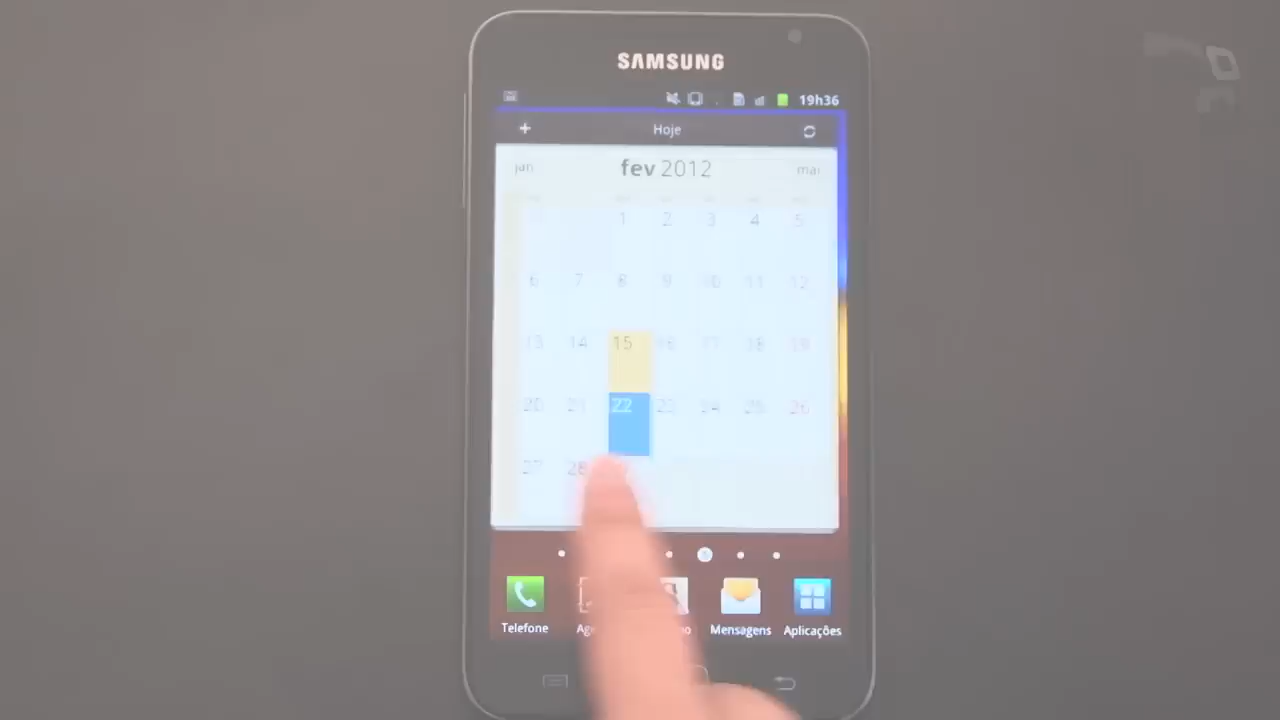 SAMSUNG
19h36
+ Hoje
jan fev 2012 mar
1 2 3 4 5
6 7 8 9 10 11 12
13 14 15 16 17 18 19
20 21 22 23 24 25 26
27 28
Telefone Mensagens Aplicações